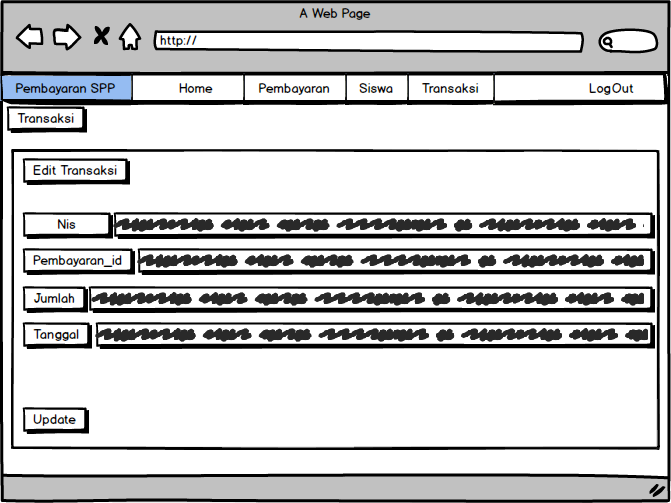 A Web Page
http://
Pembayaran SPP Home Pembayaran Siswa Transaksi LogOut
Transaksi
Edit Transaksi
Nis
Pembayaran_id
Jumlah
Tanggal
Update